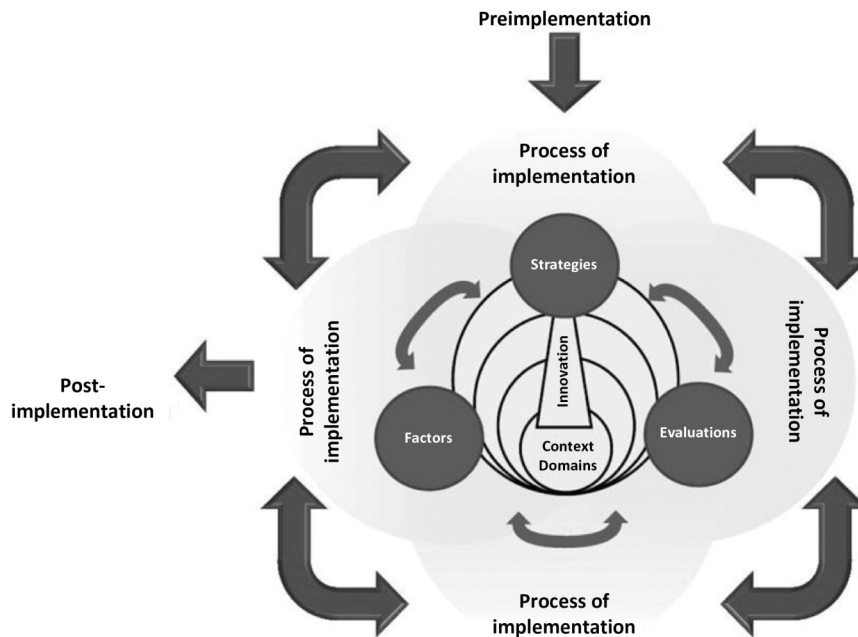 Preimplementation
Process of
implementation
Strategies
Process of
implementation
Innovation
Process of
implementation
Post-
implementation
Factors
Context
Domains
Evaluations
Process of
implementation